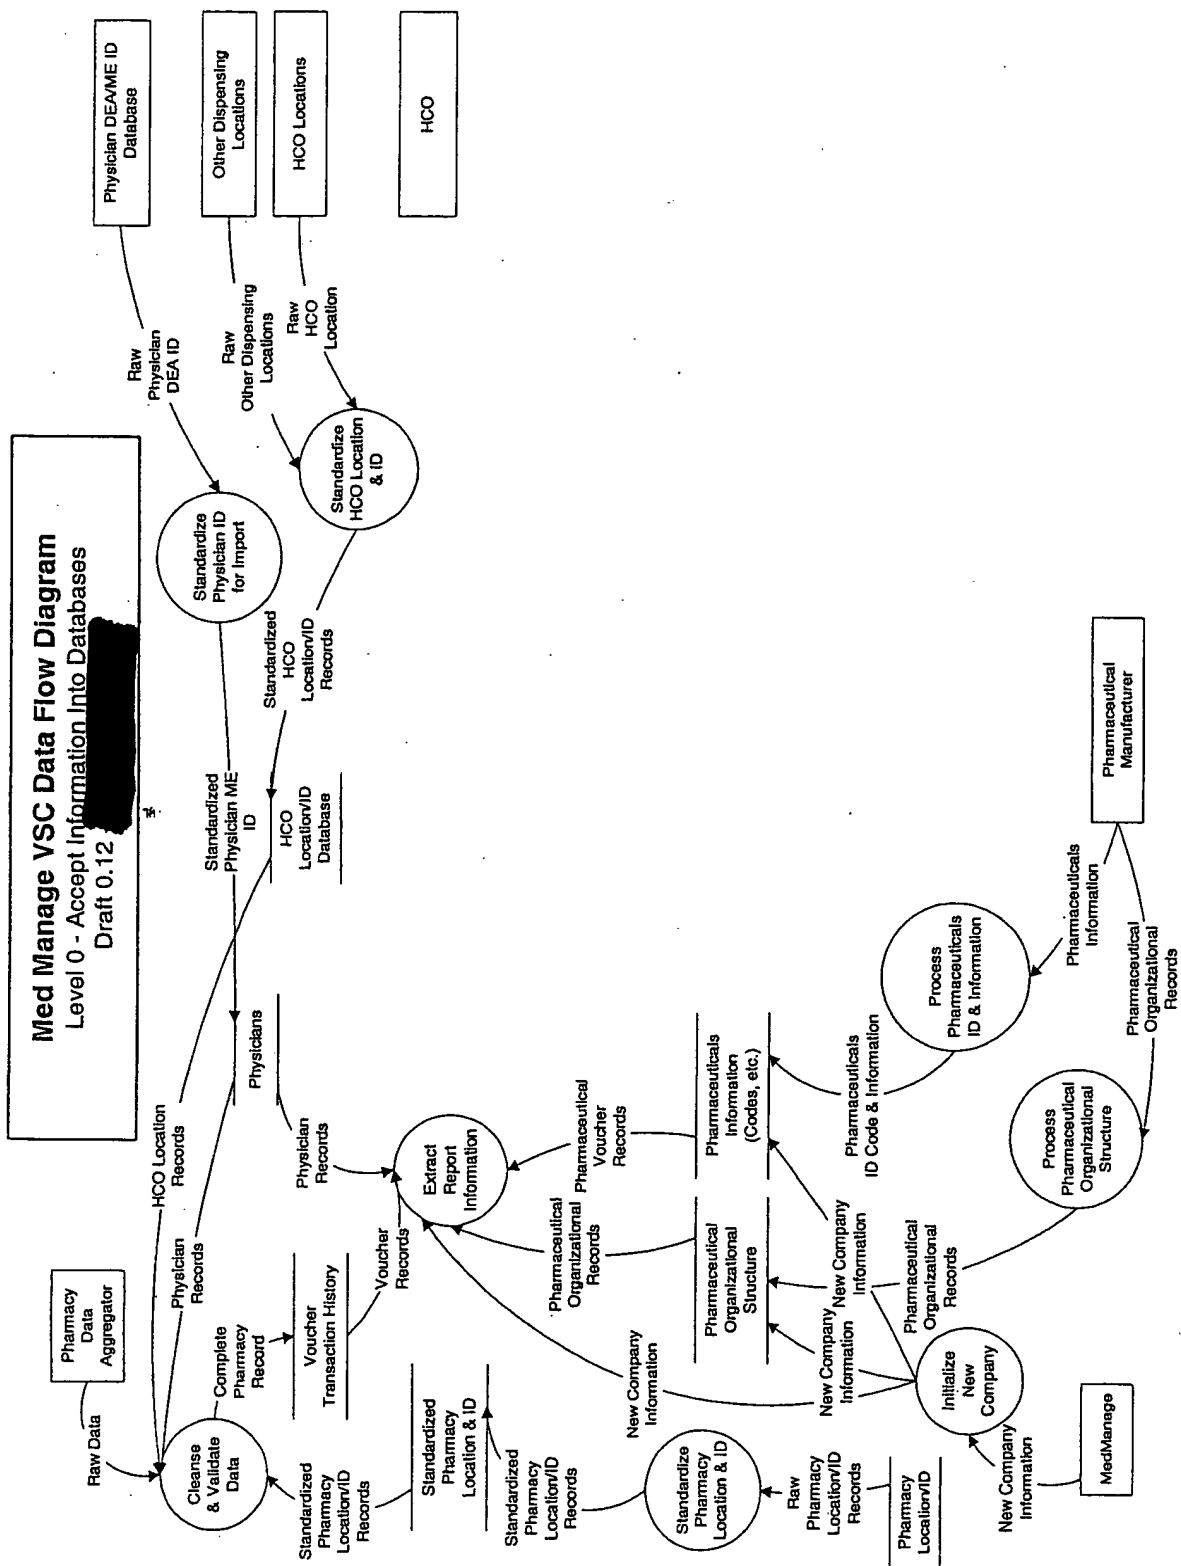 Med Manage VSC Data Flow Diagram
Level 0 - Accept Information Into Databases
Draft 0.12
Pharmacy
Data
Aggregator
Raw Data
Cleanse
& Validate
Data
HCO Location
Records
Physician
Records
Complete
Pharmacy
Record
Voucher
Transaction History
Voucher
Records
Standardized
Pharmacy
Location/ID
Records
Standardized
Pharmacy
Location & ID
Standardized
Pharmacy
Location/ID
Records
Standardize
Pharmacy
Location & ID
Raw
Pharmacy
Location/ID
Records
Pharmacy
Location/ID
Physicians
Physician
Records
Extract
Report
Information
Standardized
Physician ME
ID
Standardize
Physician ID
for Import
Raw
Physician
DEA ID
Physician DEA/ME ID
Database
HCO
Location/ID
Database
Standardized
HCO
Location/ID
Records
Standardize
HCO Location
& ID
Raw
Other Dispensing
Locations
Other Dispensing
Locations
Raw
HCO
Location
HCO Locations
HCO
New Company
Information
Pharmaceutical
Organizational
Records
Pharmaceutical
Voucher
Records
Pharmaceutical
Organizational
Structure
Pharmaceuticals
Information
(Codes, etc.)
New Company
Information
New Company
Information
Pharmaceuticals
ID Code & Information
Process
Pharmaceuticals
ID & Information
Pharmaceuticals
Information
Pharmaceutical
Manufacturer
Pharmaceutical
Organizational
Records
Process
Pharmaceutical
Organizational
Structure
Pharmaceutical
Organizational
Records
Initialize
New
Company
New Company
Information
MedManage